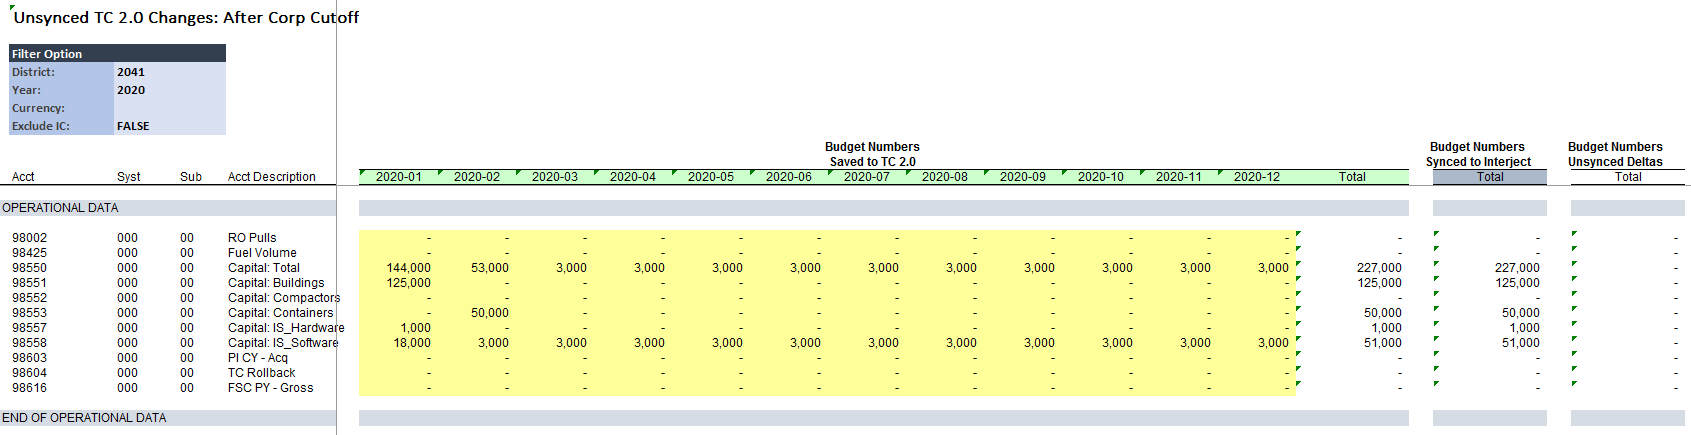 Unsynced TC 2.0 Changes: After Corp Cutoff
Filter Option
District: 2041
Year: 2020
Currency:
Exclude IC: FALSE
Budget Numbers Budget Numbers Budget Numbers
Saved to TC 2.0 Synced to Interject Unsynced Deltas
Acct Syst Sub Acct Description 2020-01 2020-02 2020-03 2020-04 2020-05 2020-06 2020-07 2020-08 2020-09 2020-10 2020-11 2020-12 Total Total Total
OPERATIONAL DATA
98002 000 00 RO Pulls - - - - - - - - - - - - - - -
98425 000 00 Fuel Volume - - - - - - - - - - - - - - -
98550 000 00 Capital: Total 144,000 53,000 3,000 3,000 3,000 3,000 3,000 3,000 3,000 3,000 3,000 3,000 227,000 227,000 -
98551 000 00 Capital: Buildings 125,000 - - - - - - - - - - - 125,000 125,000 -
98552 000 00 Capital: Compactors - - - - - - - - - - - - - - -
98553 000 00 Capital: Containers - 50,000 - - - - - - - - - - 50,000 50,000 -
98557 000 00 Capital: IS_Hardware 1,000 - - - - - - - - - - - 1,000 1,000 -
98558 000 00 Capital: IS_Software 18,000 3,000 3,000 3,000 3,000 3,000 3,000 3,000 3,000 3,000 3,000 3,000 51,000 51,000 -
98603 000 00 PI CY - Acq - - - - - - - - - - - - - - -
98604 000 00 TC Rollback - - - - - - - - - - - - - - -
98616 000 00 FSC PY - Gross - - - - - - - - - - - - - - -
END OF OPERATIONAL DATA